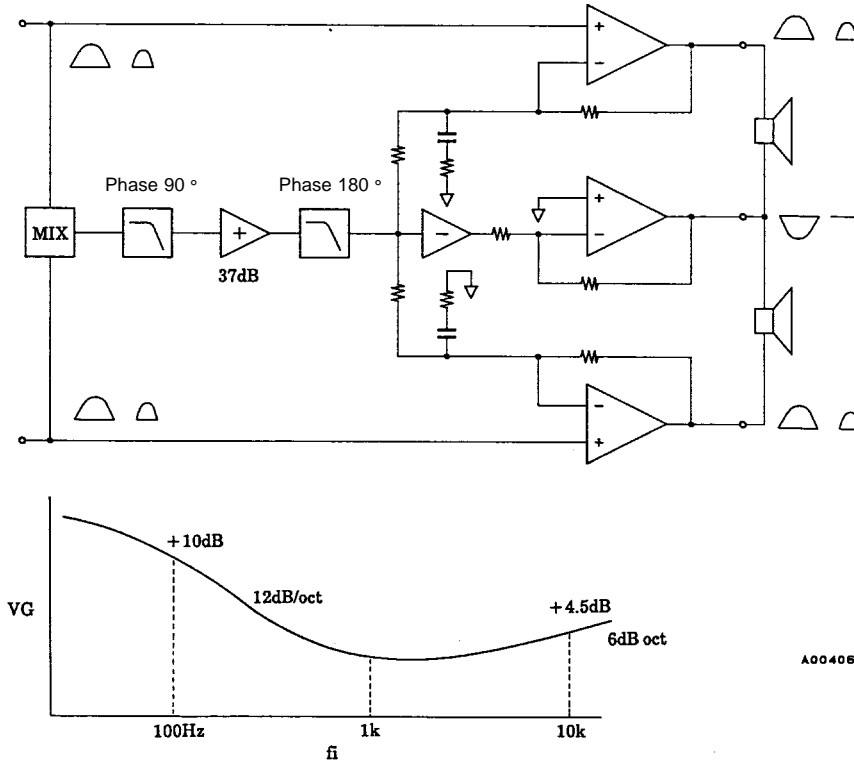 +
−
Phase 90 °
Phase 180 °
MIX
+
37dB
−
+
−
−
+
+10dB
12dB/oct
+4.5dB
6dB oct
VG
100Hz
1k
10k
fi
A00406